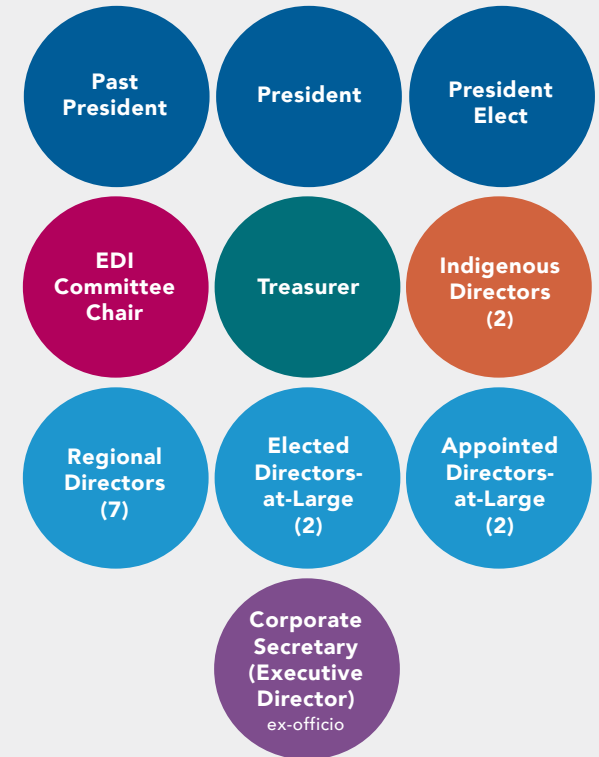 Past
President
President
President
Elect
EDI
Committee
Chair
Treasurer
Indigenous
Directors
(2)
Regional
Directors
(7)
Elected
Directors-
at-Large
(2)
Appointed
Directors-
at-Large
(2)
Corporate
Secretary
(Executive
Director)
ex-officio